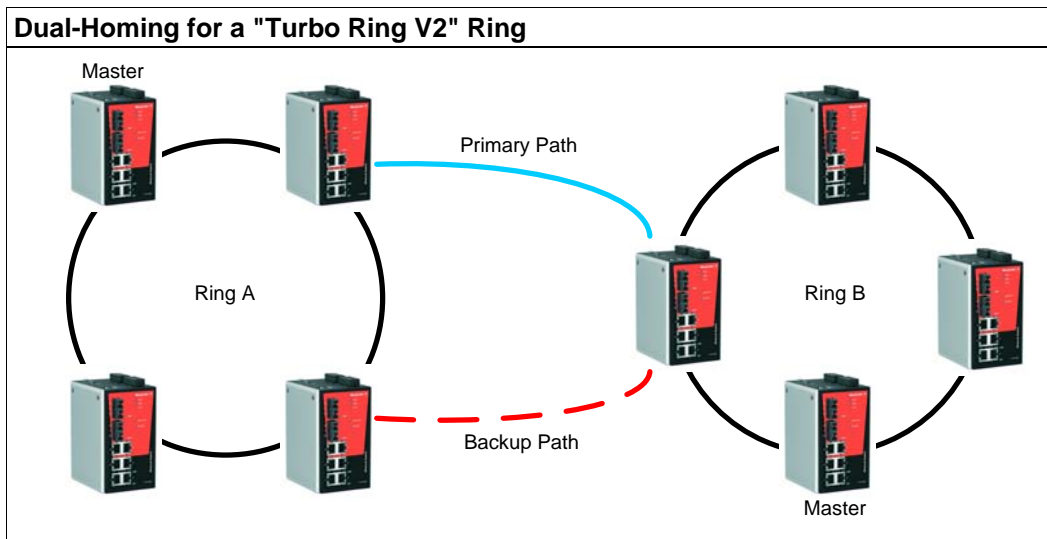 Dual-Homing for a "Turbo Ring V2" Ring
Master
Primary Path
Ring A
Ring B
Backup Path
Master